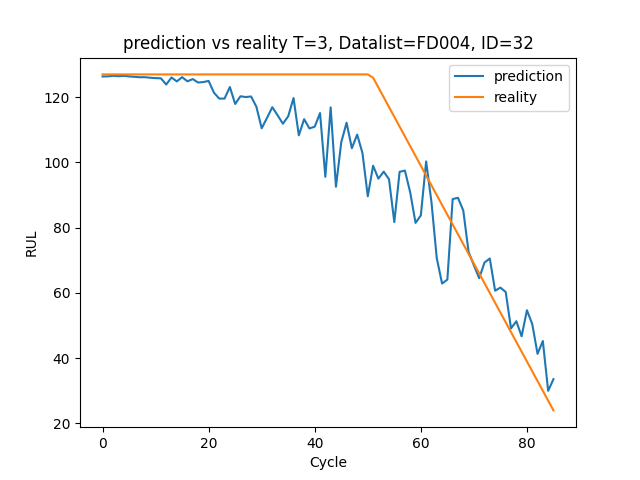 prediction vs reality T=3, Datalist=FD004, ID=32
prediction
reality
RUL
120
100
80
60
40
20
0 20 40 60 80
Cycle